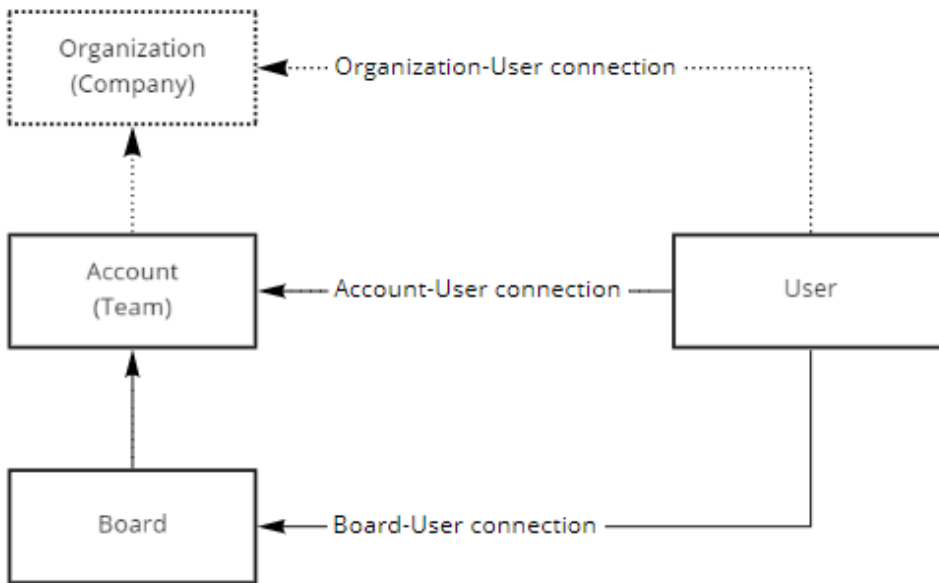 Organization
(Company)
Organization-User connection
Account
(Team)
Account-User connection
User
Board
Board-User connection